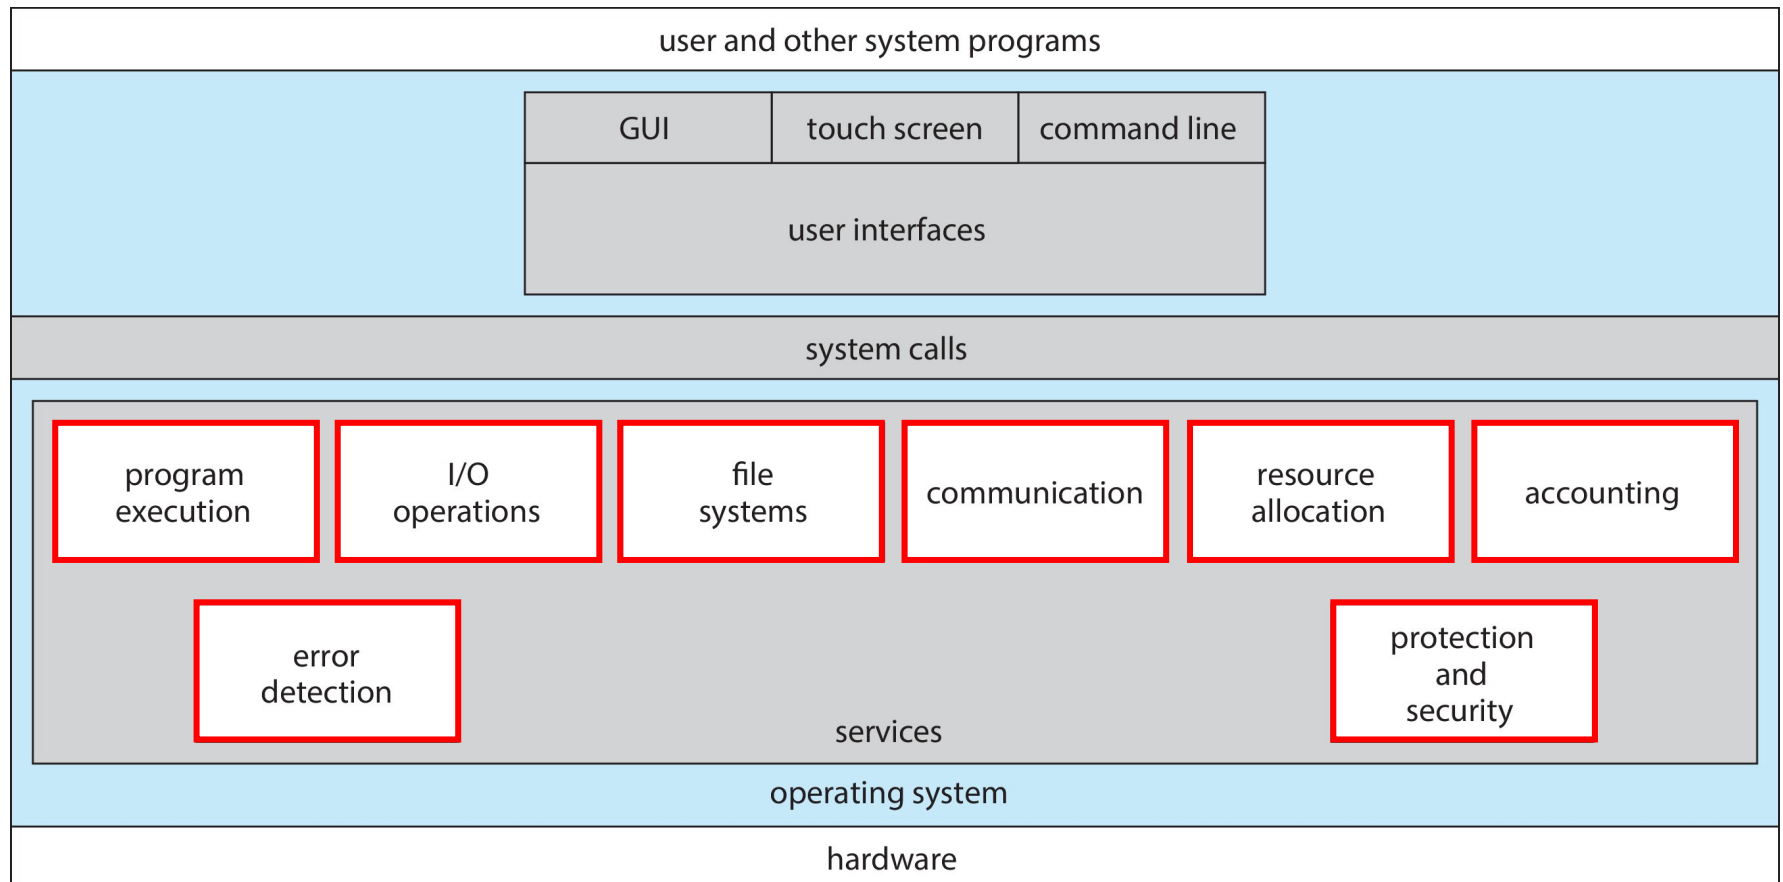 user and other system programs
GUI
touch screen
command line
user interfaces
system calls
program
execution
I/O
operations
file
systems
communication
resource
allocation
accounting
error
detection
protection
and
security
services
operating system
hardware